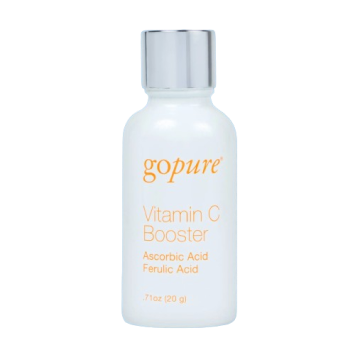 gopure®
Vitamin C
Booster
Ascorbic Acid
Ferulic Acid
.71oz (20 g)